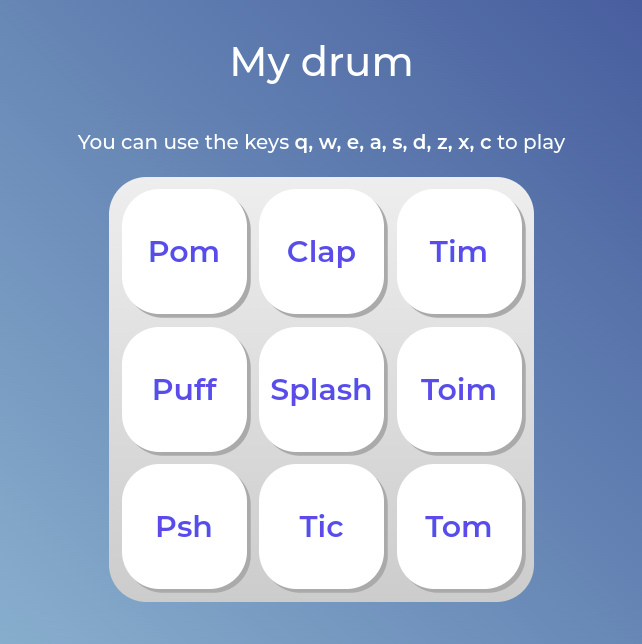 My drum
You can use the keys q, w, e, a, s, d, z, x, c to play
Pom Clap Tim
Puff Splash Toim
Psh Tic Tom